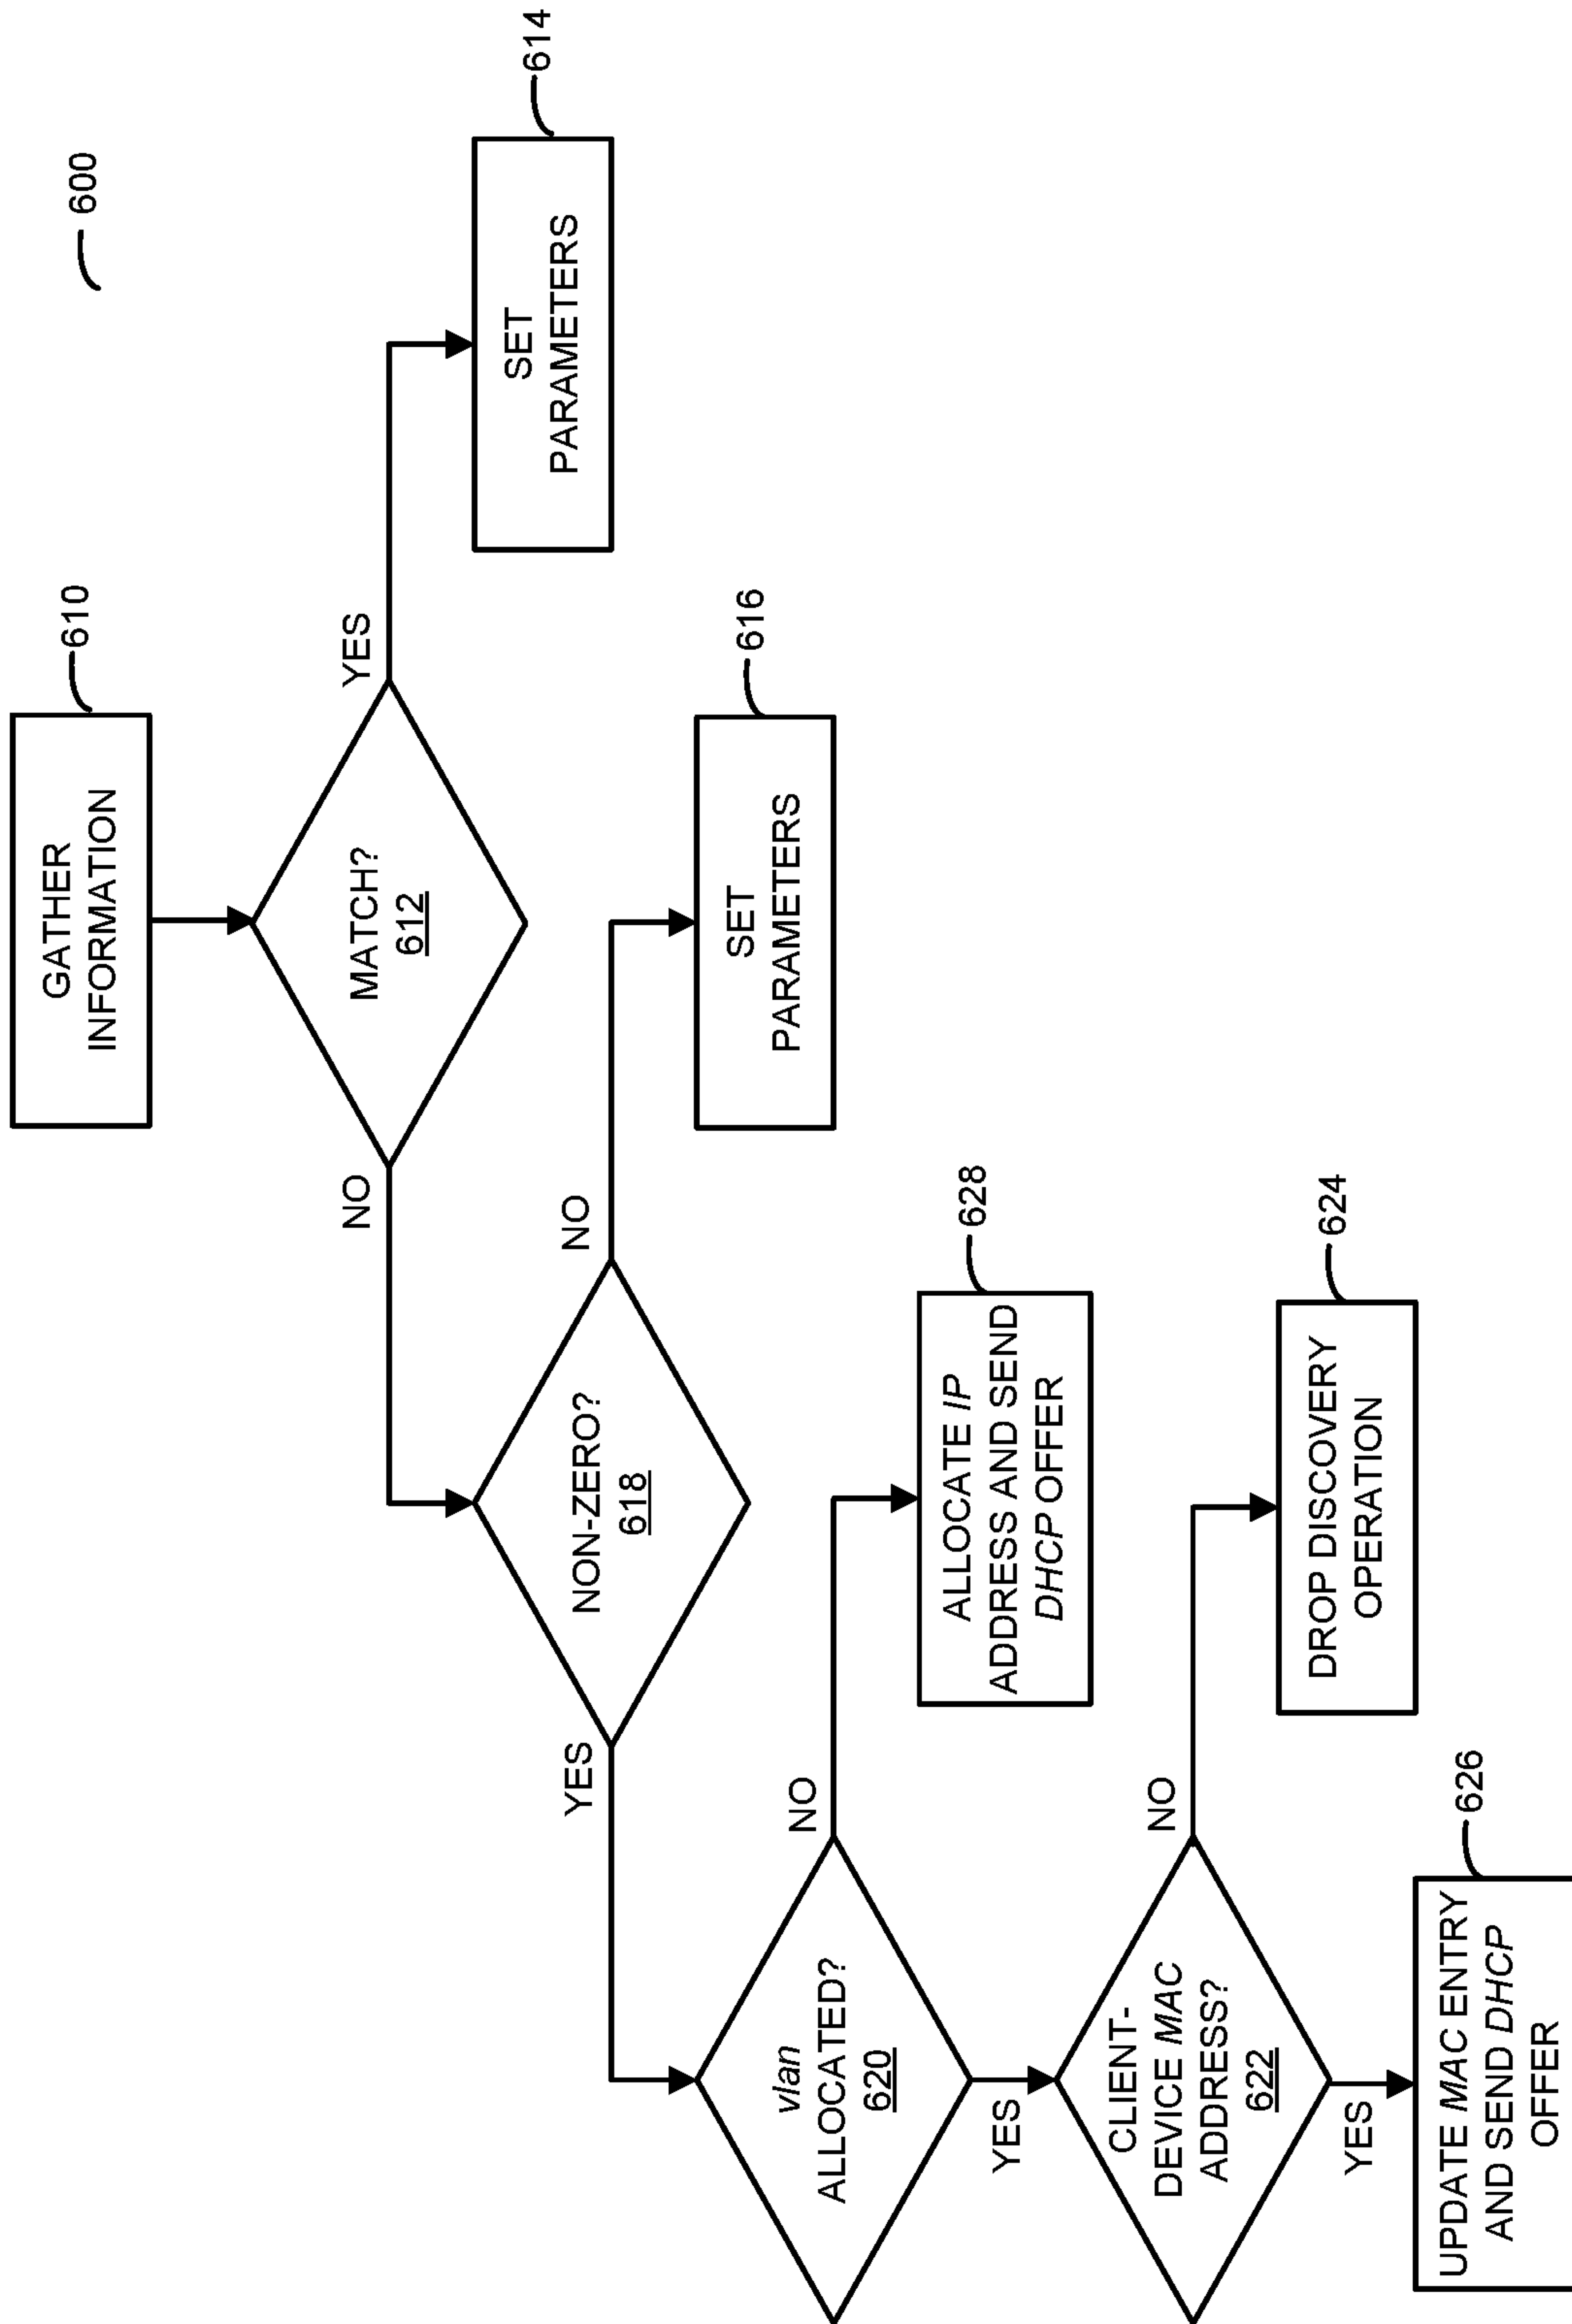 600
GATHER
INFORMATION
610
MATCH?
612
YES
NO
SET
PARAMETERS
614
NON-ZERO?
618
NO
YES
SET
PARAMETERS
616
vlan
ALLOCATED?
620
NO
YES
ALLOCATE IP
ADDRESS AND SEND
DHCP OFFER
628
CLIENT-
DEVICE MAC
ADDRESS?
622
NO
YES
DROP DISCOVERY
OPERATION
624
UPDATE MAC ENTRY
AND SEND DHCP
OFFER
626